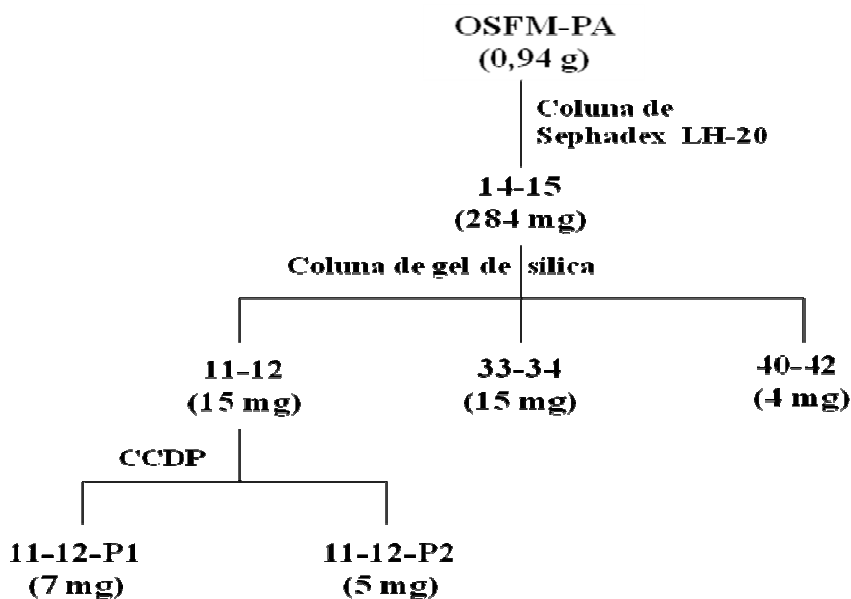 OSFM-PA
(0,94 g)
Coluna de
Sephadex LH-20
14-15
(284 mg)
Coluna de gel de sílica
11-12
(15 mg)
33-34
(15 mg)
40-42
(4 mg)
CCDP
11-12-P1
(7 mg)
11-12-P2
(5 mg)